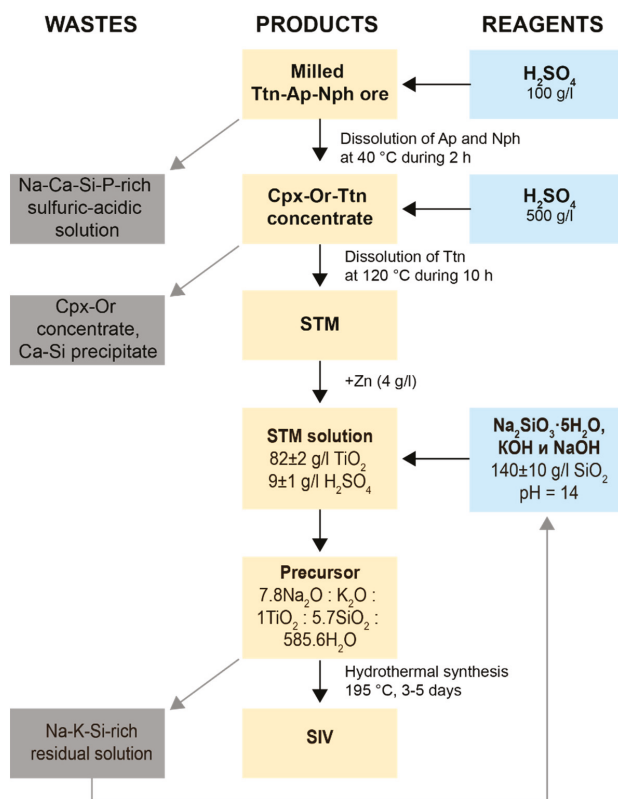 WASTES
PRODUCTS
REAGENTS
Milled
Ttn-Ap-Nph ore
H₂SO₄
100 g/l
Dissolution of Ap and Nph
at 40 °C during 2 h
Na-Ca-Si-P-rich
sulfuric-acidic
solution
Cpx-Or-Ttn
concentrate
H₂SO₄
500 g/l
Dissolution of Ttn
at 120 °C during 10 h
Cpx-Or
concentrate,
Ca-Si precipitate
STM
+Zn (4 g/l)
STM solution
82±2 g/l TiO₂
9±1 g/l H₂SO₄
Na₂SiO₃·5H₂O,
KOH и NaOH
140±10 g/l SiO₂
pH = 14
Precursor
7.8Na₂O : K₂O :
1TiO₂ : 5.7SiO₂ :
585.6H₂O
Hydrothermal synthesis
195 °C, 3-5 days
Na-K-Si-rich
residual solution
SIV